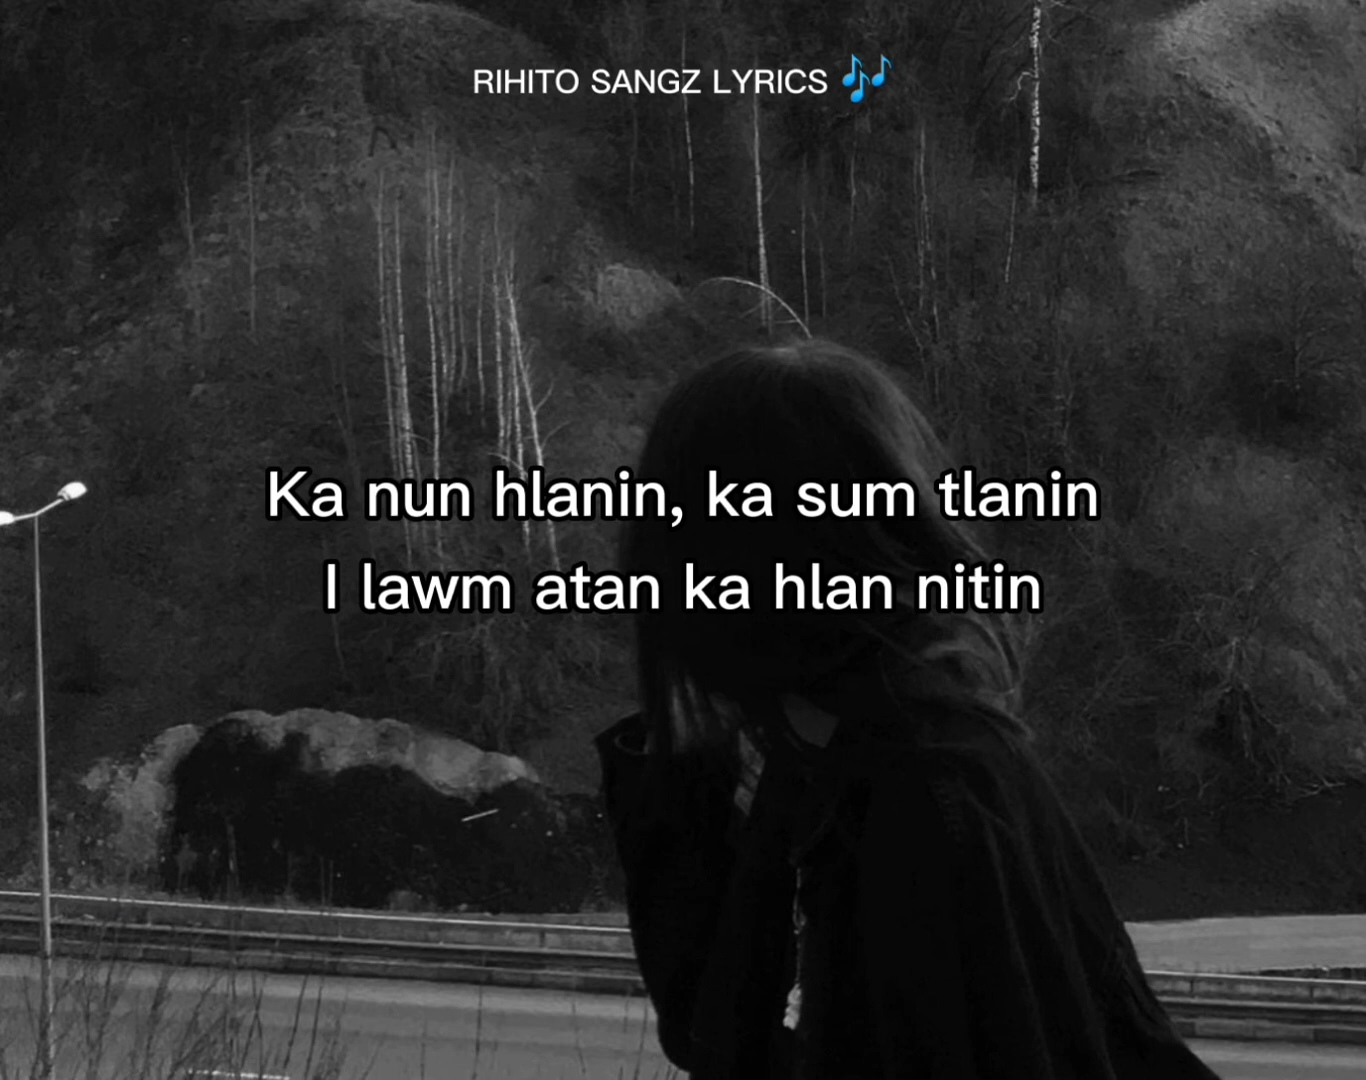 RIHITO SANGZ LYRICS 🎶
Ka nun hlanin, ka sum tlanin
I lawm atan ka hlan nitin